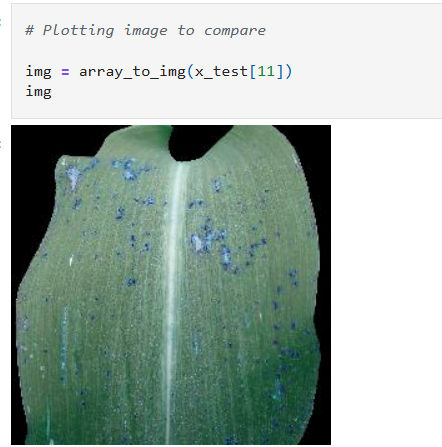 # Plotting image to compare
img = array_to_img(x_test[11])
img